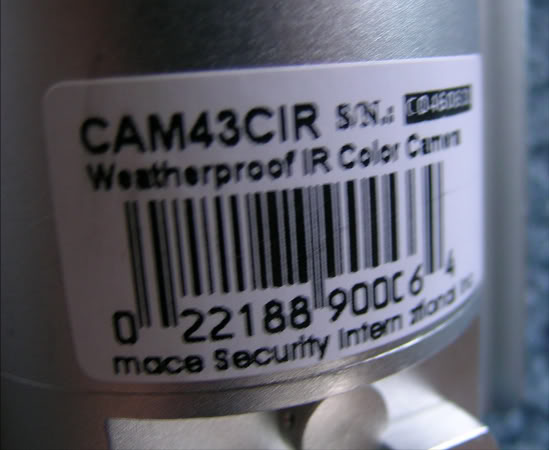 CAM43CIR S/N.:
Weatherproof IR Color Camera
0 22188 90006 4
mace Security International Inc